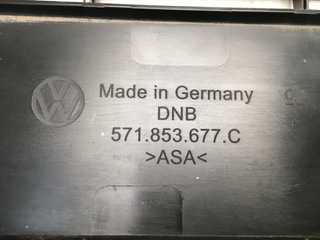 Made in Germany
DNB
571.853.677.C
>ASA<